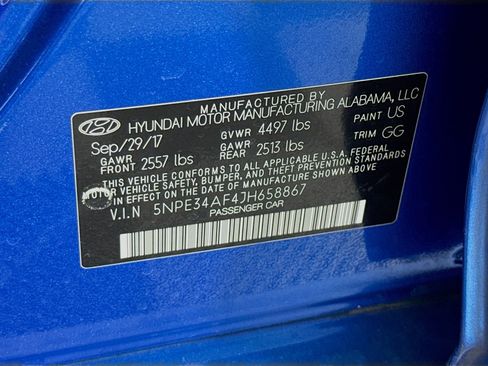 MANUFACTURED BY
HYUNDAI MOTOR MANUFACTURING ALABAMA, LLC
Sep/29/17 GVWR 4497 lbs PAINT US
GAWR FRONT 2557 lbs GAWR REAR 2513 lbs TRIM GG
THIS VEHICLE CONFORMS TO ALL APPLICABLE U.S.A. FEDERAL
MOTOR VEHICLE SAFETY, BUMPER, AND THEFT PREVENTION STANDARDS
IN EFFECT ON THE DATE OF MANUFACTURE SHOWN ABOVE.
V.I.N 5NPE34AF4JH658867
PASSENGER CAR